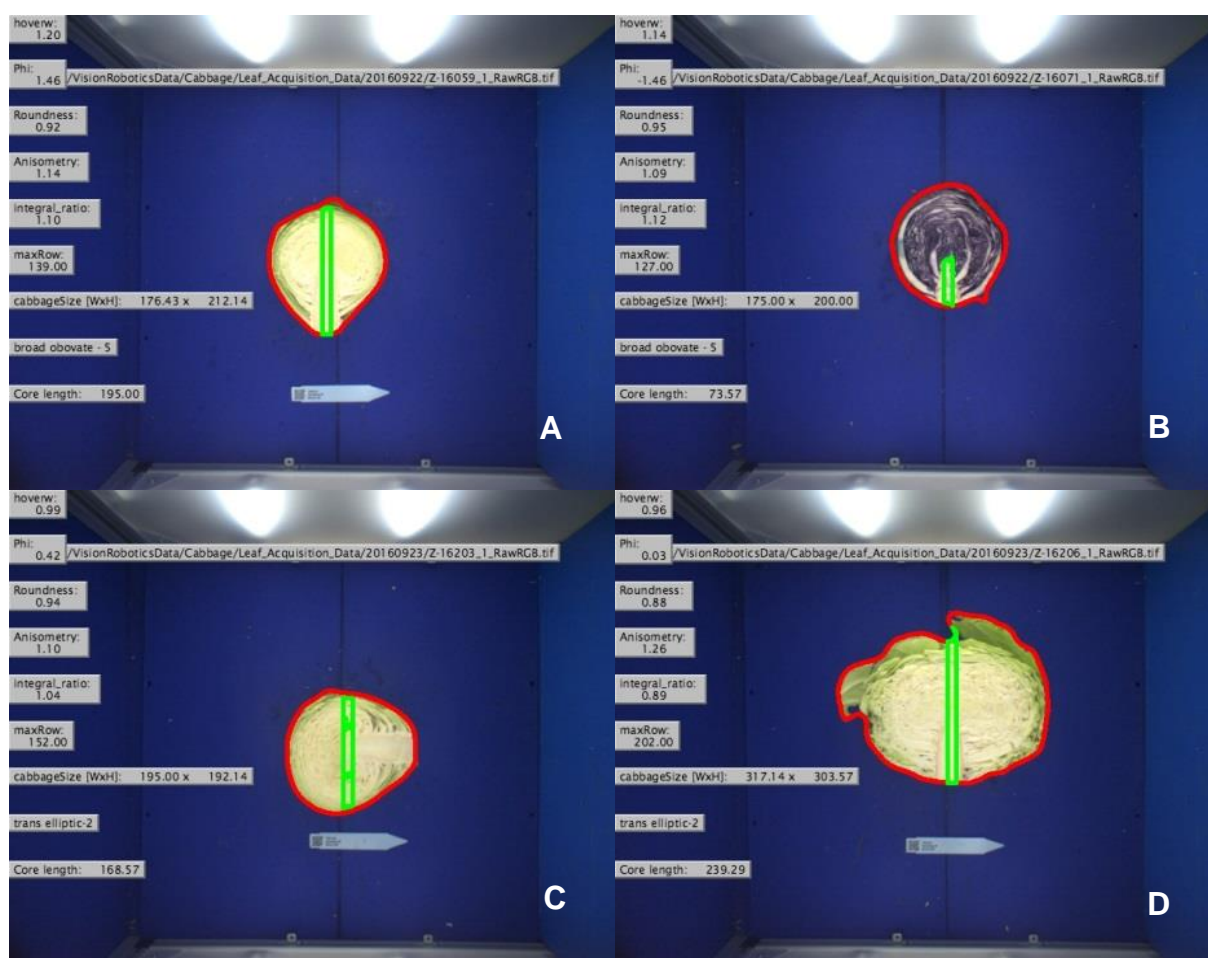 hoverw:
1.20
Phi:
1.46
/VisionRoboticsData/Cabbage/Leaf_Acquisition_Data/20160922/Z-16059_1_RawRGB.tif
Roundness:
0.92
Anisometry:
1.14
integral_ratio:
1.10
maxRow:
139.00
cabbageSize [WxH]: 176.43 x 212.14
broad obovate - 5
Core length: 195.00
A
hoverw:
1.14
Phi:
-1.46
/VisionRoboticsData/Cabbage/Leaf_Acquisition_Data/20160922/Z-16071_1_RawRGB.tif
Roundness:
0.95
Anisometry:
1.09
integral_ratio:
1.12
maxRow:
127.00
cabbageSize [WxH]: 175.00 x 200.00
broad obovate - 5
Core length: 73.57
B
hoverw:
0.99
Phi:
0.42
/VisionRoboticsData/Cabbage/Leaf_Acquisition_Data/20160923/Z-16203_1_RawRGB.tif
Roundness:
0.94
Anisometry:
1.10
integral_ratio:
1.04
maxRow:
152.00
cabbageSize [WxH]: 195.00 x 192.14
trans elliptic-2
Core length: 168.57
C
hoverw:
0.96
Phi:
0.03
/VisionRoboticsData/Cabbage/Leaf_Acquisition_Data/20160923/Z-16206_1_RawRGB.tif
Roundness:
0.88
Anisometry:
1.26
integral_ratio:
0.89
maxRow:
202.00
cabbageSize [WxH]: 317.14 x 303.57
trans elliptic-2
Core length: 239.29
D